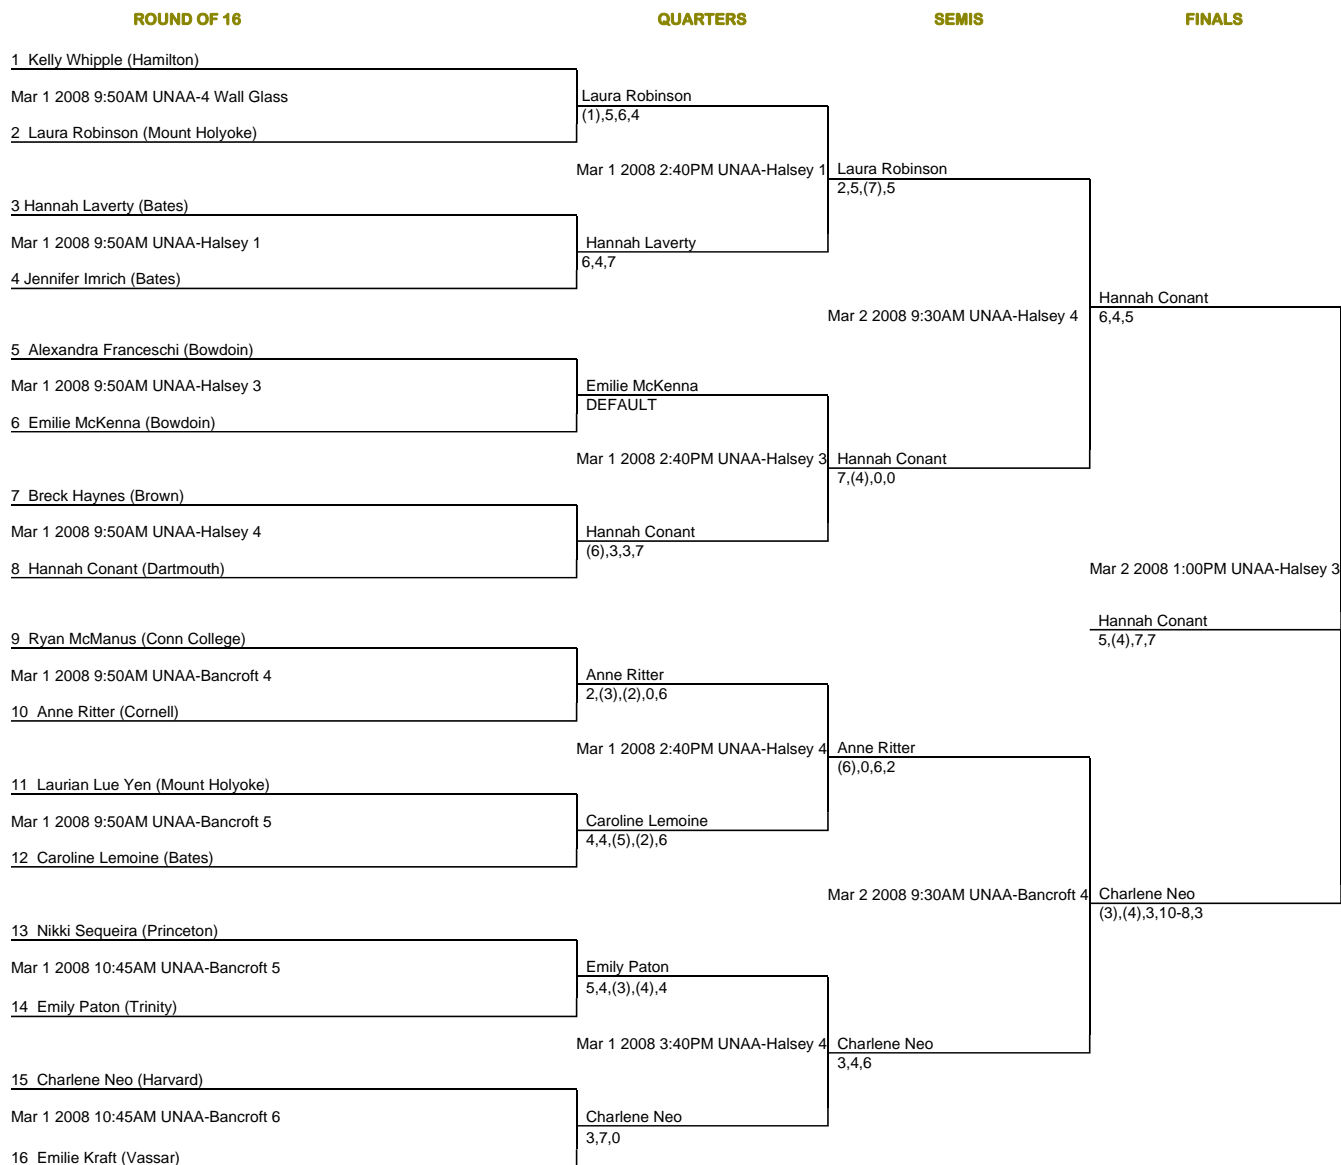 ROUND OF 16
QUARTERS
SEMIS
FINALS
1 Kelly Whipple (Hamilton)
Mar 1 2008 9:50AM UNAA-4 Wall Glass
Laura Robinson
(1),5,6,4
2 Laura Robinson (Mount Holyoke)
Mar 1 2008 2:40PM UNAA-Halsey 1
Laura Robinson
2,5,(7),5
3 Hannah Laverty (Bates)
Mar 1 2008 9:50AM UNAA-Halsey 1
Hannah Laverty
6,4,7
4 Jennifer Imrich (Bates)
Mar 2 2008 9:30AM UNAA-Halsey 4
Hannah Conant
6,4,5
5 Alexandra Franceschi (Bowdoin)
Mar 1 2008 9:50AM UNAA-Halsey 3
Emilie McKenna
DEFAULT
6 Emilie McKenna (Bowdoin)
Mar 1 2008 2:40PM UNAA-Halsey 3
Hannah Conant
7,(4),0,0
7 Breck Haynes (Brown)
Mar 1 2008 9:50AM UNAA-Halsey 4
Hannah Conant
(6),3,3,7
8 Hannah Conant (Dartmouth)
Mar 2 2008 1:00PM UNAA-Halsey 3
Hannah Conant
5,(4),7,7
9 Ryan McManus (Conn College)
Mar 1 2008 9:50AM UNAA-Bancroft 4
Anne Ritter
2,(3),(2),0,6
10 Anne Ritter (Cornell)
Mar 1 2008 2:40PM UNAA-Halsey 4
Anne Ritter
(6),0,6,2
11 Laurian Lue Yen (Mount Holyoke)
Mar 1 2008 9:50AM UNAA-Bancroft 5
Caroline Lemoine
4,4,(5),(2),6
12 Caroline Lemoine (Bates)
Mar 2 2008 9:30AM UNAA-Bancroft 4
Charlene Neo
(3),(4),3,10-8,3
13 Nikki Sequeira (Princeton)
Mar 1 2008 10:45AM UNAA-Bancroft 5
Emily Paton
5,4,(3),(4),4
14 Emily Paton (Trinity)
Mar 1 2008 3:40PM UNAA-Halsey 4
Charlene Neo
3,4,6
15 Charlene Neo (Harvard)
Mar 1 2008 10:45AM UNAA-Bancroft 6
Charlene Neo
3,7,0
16 Emilie Kraft (Vassar)